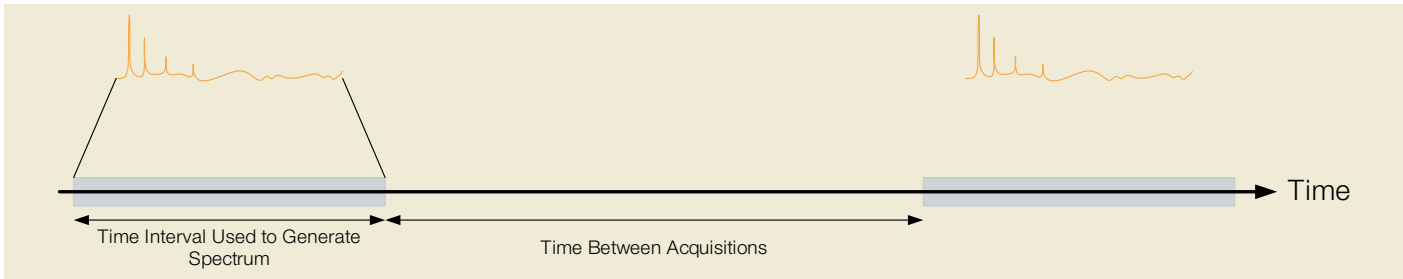 Time
Time Interval Used to Generate
Spectrum
Time Between Acquisitions